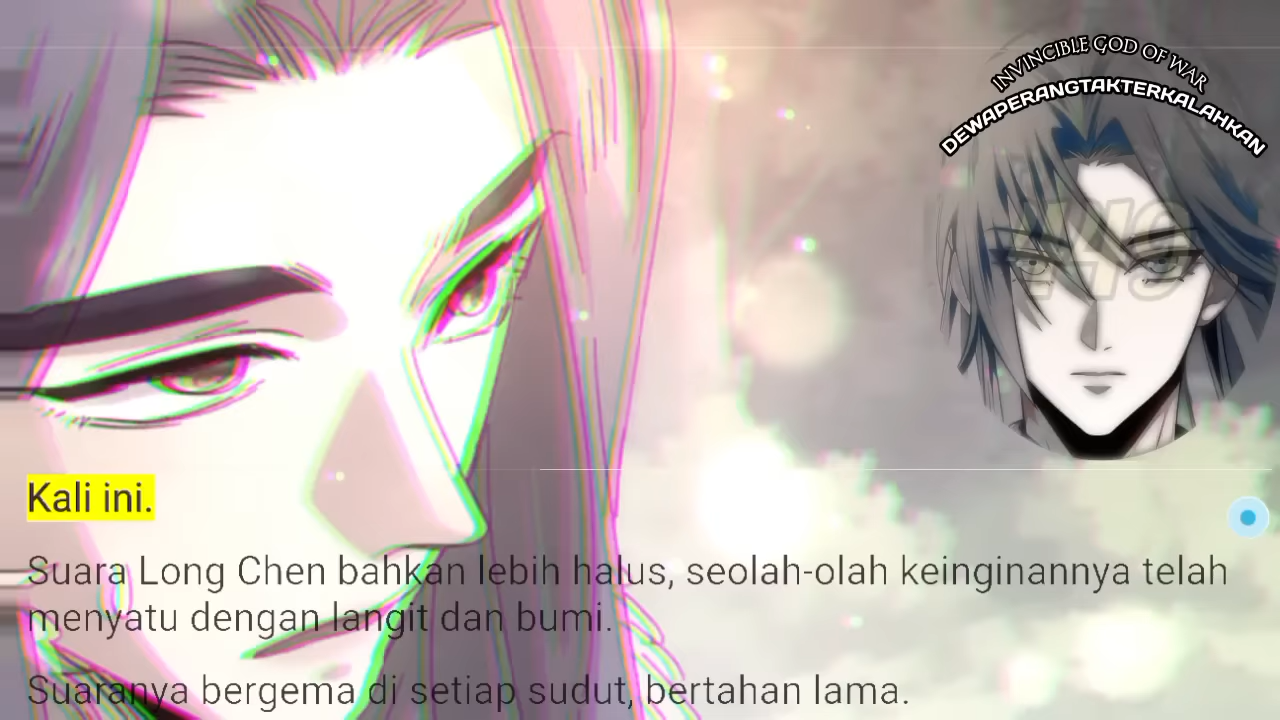 INVINCIBLE GOD OF WAR
DEWAPERANGTAKTERKALAHKAN
Kali ini.
Suara Long Chen bahkan lebih halus, seolah-olah keinginannya telah
menyatu dengan langit dan bumi.
Suaranya bergema di setiap sudut, bertahan lama.